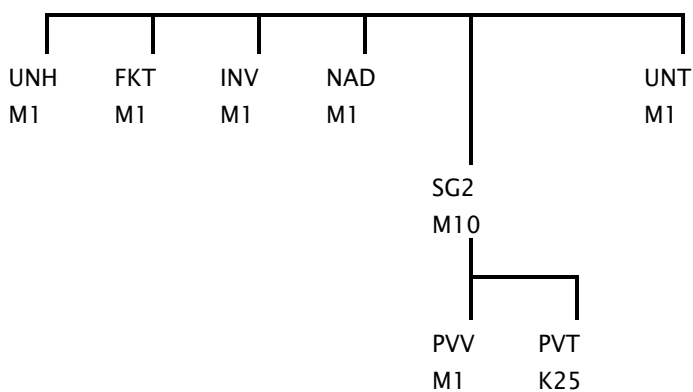 UNH FKT INV NAD UNT
M1 M1 M1 M1 M1
SG2
M10
PVV PVT
M1 K25